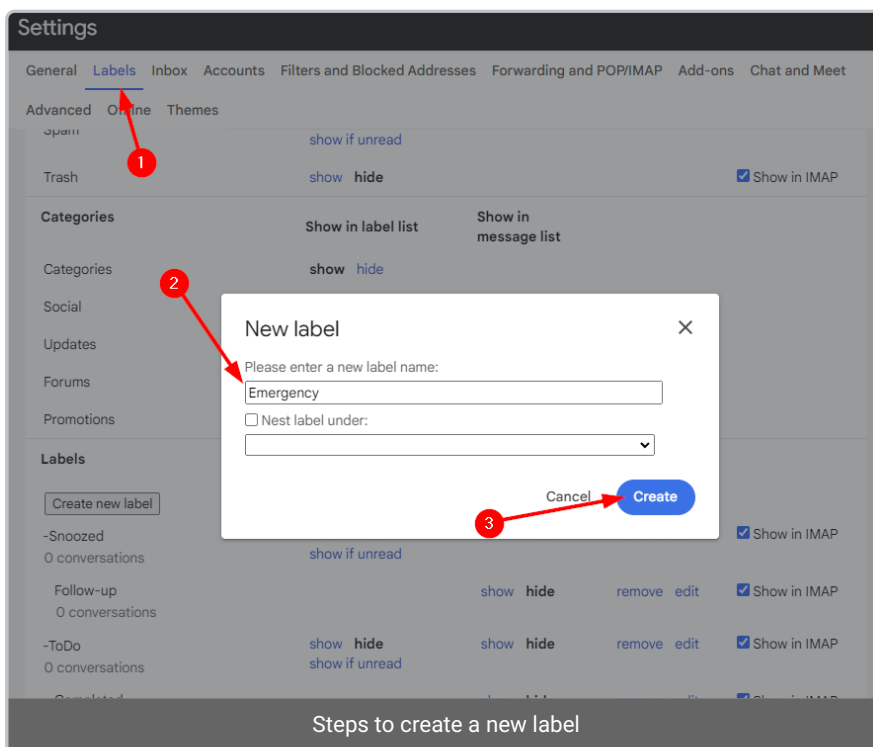 Settings
General Labels Inbox Accounts Filters and Blocked Addresses Forwarding and POP/IMAP Add-ons Chat and Meet
Advanced Offline Themes
Spam
show if unread
1
Trash show hide Show in IMAP
Categories Show in label list Show in
message list
Categories show hide
2
Social
Updates
Forums
Promotions
New label
Please enter a new label name:
Emergency
Nest label under:
Cancel Create
3
Labels
Create new label
-Snoozed Show in IMAP
0 conversations show if unread
Follow-up show hide remove edit Show in IMAP
0 conversations
-ToDo show hide show hide remove edit Show in IMAP
0 conversations show if unread
Steps to create a new label